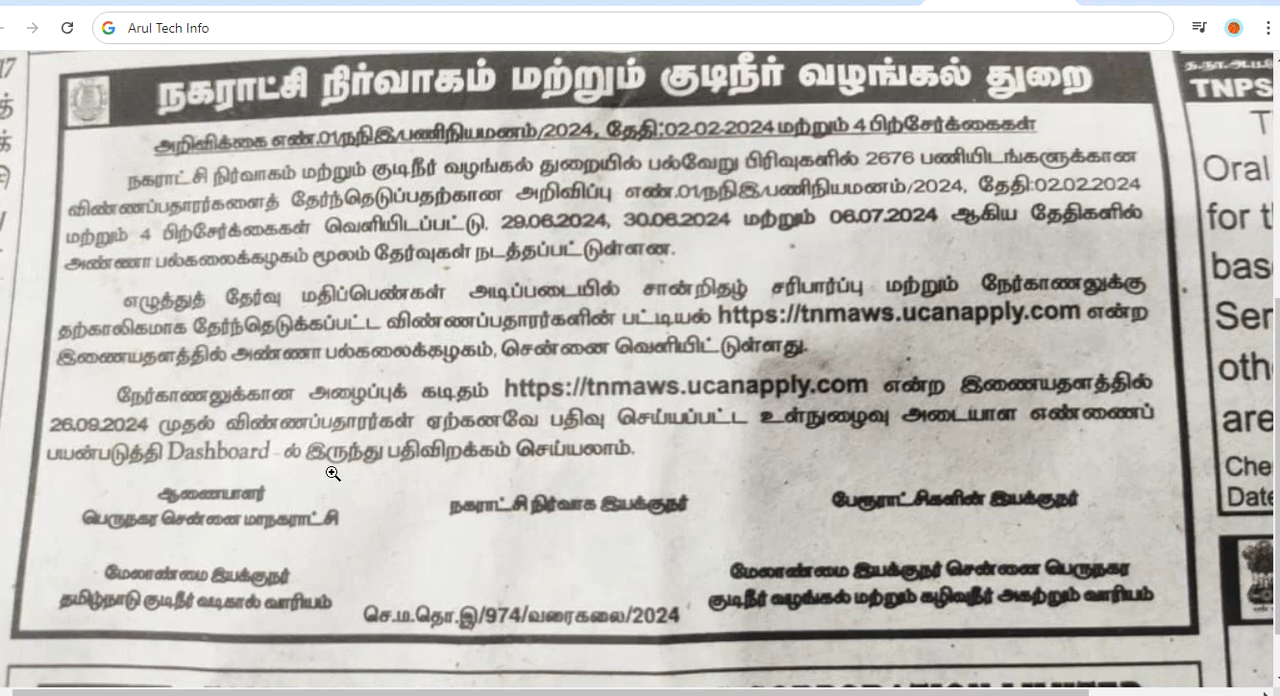 Arul Tech Info
நகராட்சி நிர்வாகம் மற்றும் குடிநீர் வழங்கல் துறை
அறிவிக்கை எண்.01/நநிஇ/பணிநியமனம்/2024, தேதி:02-02-2024 மற்றும் 4 பிற்சேர்க்கைகள்
நகராட்சி நிர்வாகம் மற்றும் குடிநீர் வழங்கல் துறையில் பல்வேறு பிரிவுகளில் 2676 பணியிடங்களுக்கான
விண்ணப்பதாரர்களைத் தேர்ந்தெடுப்பதற்கான அறிவிப்பு எண்.01/நநிஇ/பணிநியமனம்/2024, தேதி:02.02.2024
மற்றும் 4 பிற்சேர்க்கைகள் வெளியிடப்பட்டு, 29.06.2024, 30.06.2024 மற்றும் 06.07.2024 ஆகிய தேதிகளில்
அண்ணா பல்கலைக்கழகம் மூலம் தேர்வுகள் நடத்தப்பட்டுள்ளன.
எழுத்துத் தேர்வு மதிப்பெண்கள் அடிப்படையில் சான்றிதழ் சரிபார்ப்பு மற்றும் நேர்காணலுக்கு
தற்காலிகமாக தேர்ந்தெடுக்கப்பட்ட விண்ணப்பதாரர்களின் பட்டியல் https://tnmaws.ucanapply.com என்ற
இணையதளத்தில் அண்ணா பல்கலைக்கழகம், சென்னை வெளியிட்டுள்ளது.
நேர்காணலுக்கான அழைப்புக் கடிதம் https://tnmaws.ucanapply.com என்ற இணையதளத்தில்
26.09.2024 முதல் விண்ணப்பதாரர்கள் ஏற்கனவே பதிவு செய்யப்பட்ட உள்நுழைவு அடையாள எண்ணைப்
பயன்படுத்தி Dashboard - ல் இருந்து பதிவிறக்கம் செய்யலாம்.
ஆணையாளர்
பெருநகர சென்னை மாநகராட்சி
நகராட்சி நிர்வாக இயக்குநர்
பேரூராட்சிகளின் இயக்குநர்
மேலாண்மை இயக்குநர்
தமிழ்நாடு குடிநீர் வடிகால் வாரியம்
செ.ம.தொ.இ/974/வரைகலை/2024
மேலாண்மை இயக்குநர் சென்னை பெருநகர
குடிநீர் வழங்கல் மற்றும் கழிவுநீர் அகற்றும் வாரியம்
17
TNPS
Oral
for t
bas
Ser
oth
are
Che
Date